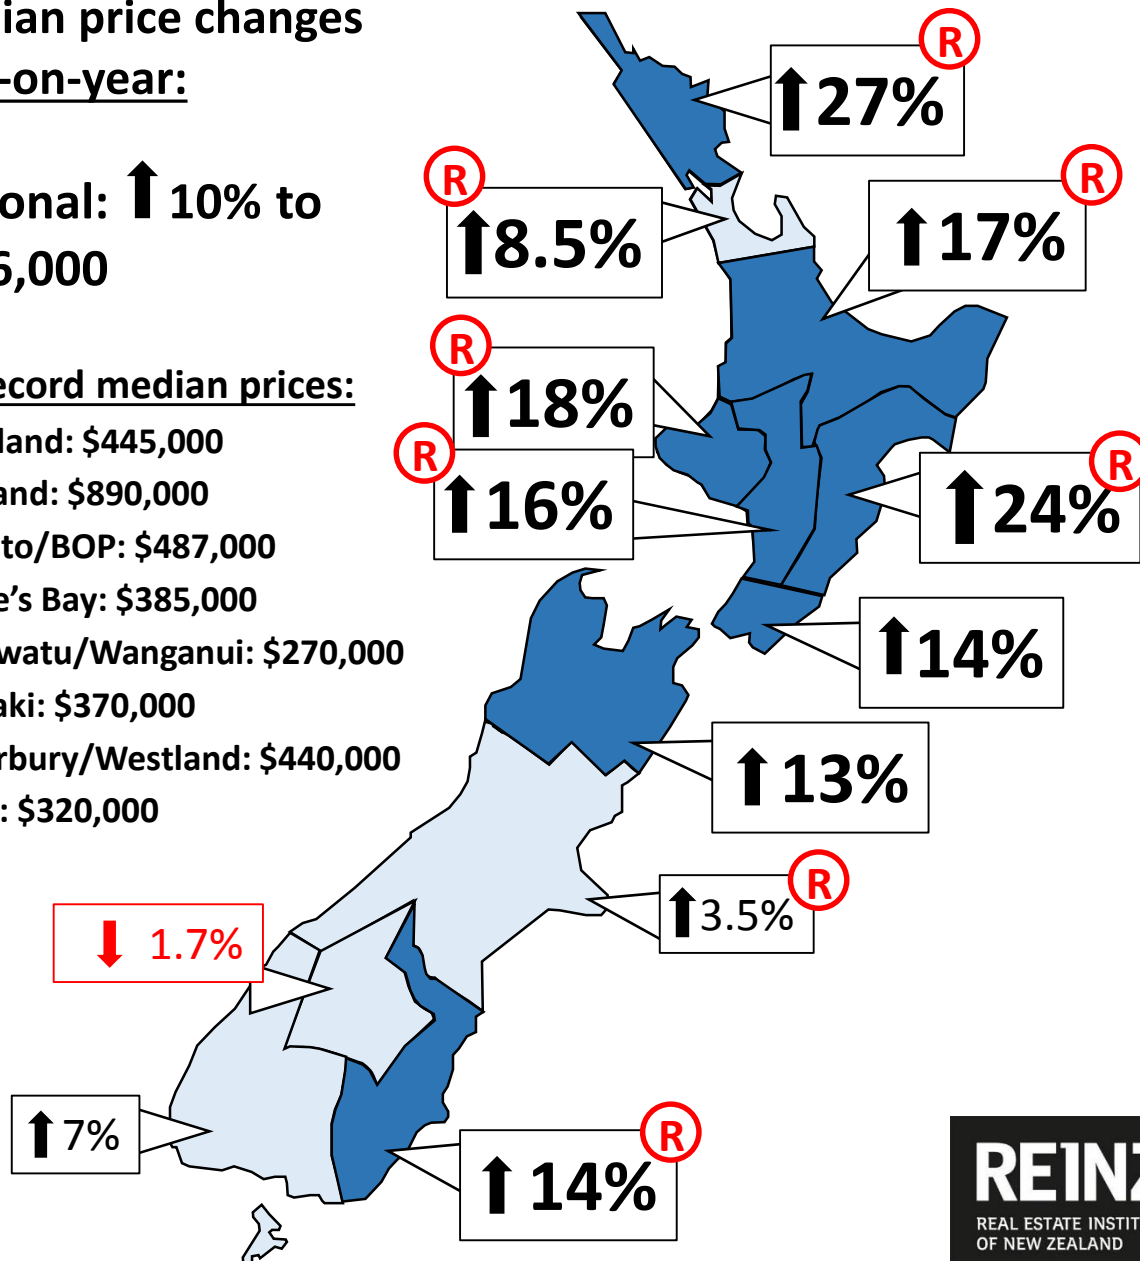 ian price changes
-on-year:
onal: ⬆ 10% to
6,000
ecord median prices:
land: $445,000
and: $890,000
to/BOP: $487,000
e’s Bay: $385,000
watu/Wanganui: $270,000
aki: $370,000
rbury/Westland: $440,000
: $320,000
R
⬆27%
R
⬆8.5%
R
⬆17%
R
⬆18%
R
⬆16%
R
⬆24%
⬆14%
⬆13%
R
⬆3.5%
⬇ 1.7%
⬆7%
R
⬆14%
REINZ
REAL ESTATE INSTIT
OF NEW ZEALAND